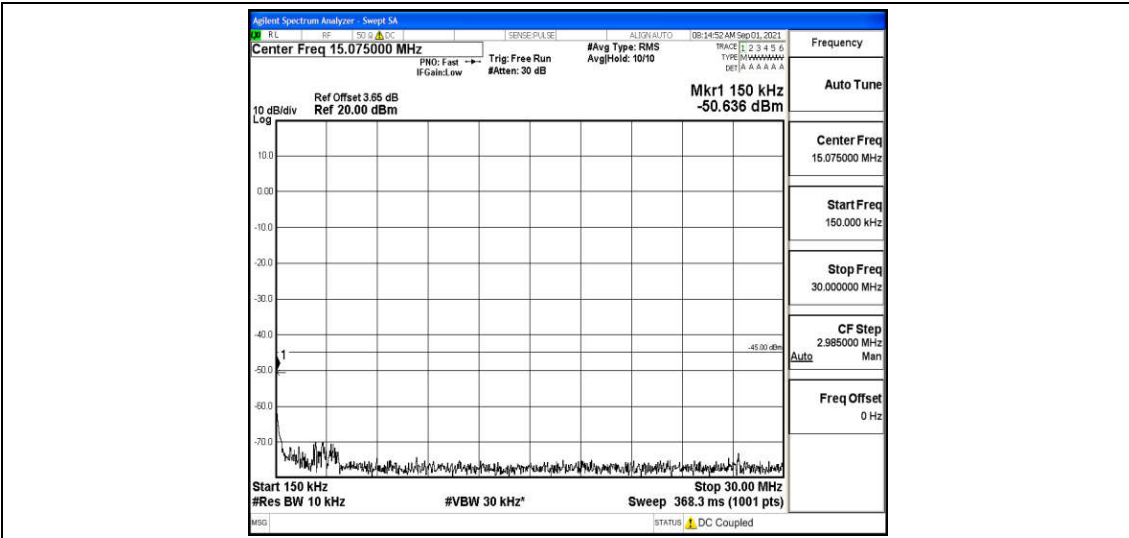 Agilent Spectrum Analyzer - Swept SA
RL RF 50 Ω DC SENSE:PULSE ALIGN AUTO 08:14:52 AM Sep 01, 2021
Center Freq 15.075000 MHz
PNO: Fast
IFGain:Low
Trig: Free Run
#Atten: 30 dB
#Avg Type: RMS
Avg|Hold: 10/10
TRACE 1 2 3 4 5 6
TYPE M WWWWW
DET A A A A A A
Frequency
Auto Tune
Mkr1 150 kHz
-50.636 dBm
Ref Offset 3.65 dB
10 dB/div Ref 20.00 dBm
Log
10.0
0.00
-10.0
-20.0
-30.0
-40.0
-45.00 dBm
1
-50.0
-60.0
-70.0
Center Freq
15.075000 MHz
Start Freq
150.000 kHz
Stop Freq
30.000000 MHz
CF Step
2.985000 MHz
Auto Man
Freq Offset
0 Hz
Start 150 kHz Stop 30.00 MHz
#Res BW 10 kHz #VBW 30 kHz* Sweep 368.3 ms (1001 pts)
MSG STATUS DC Coupled